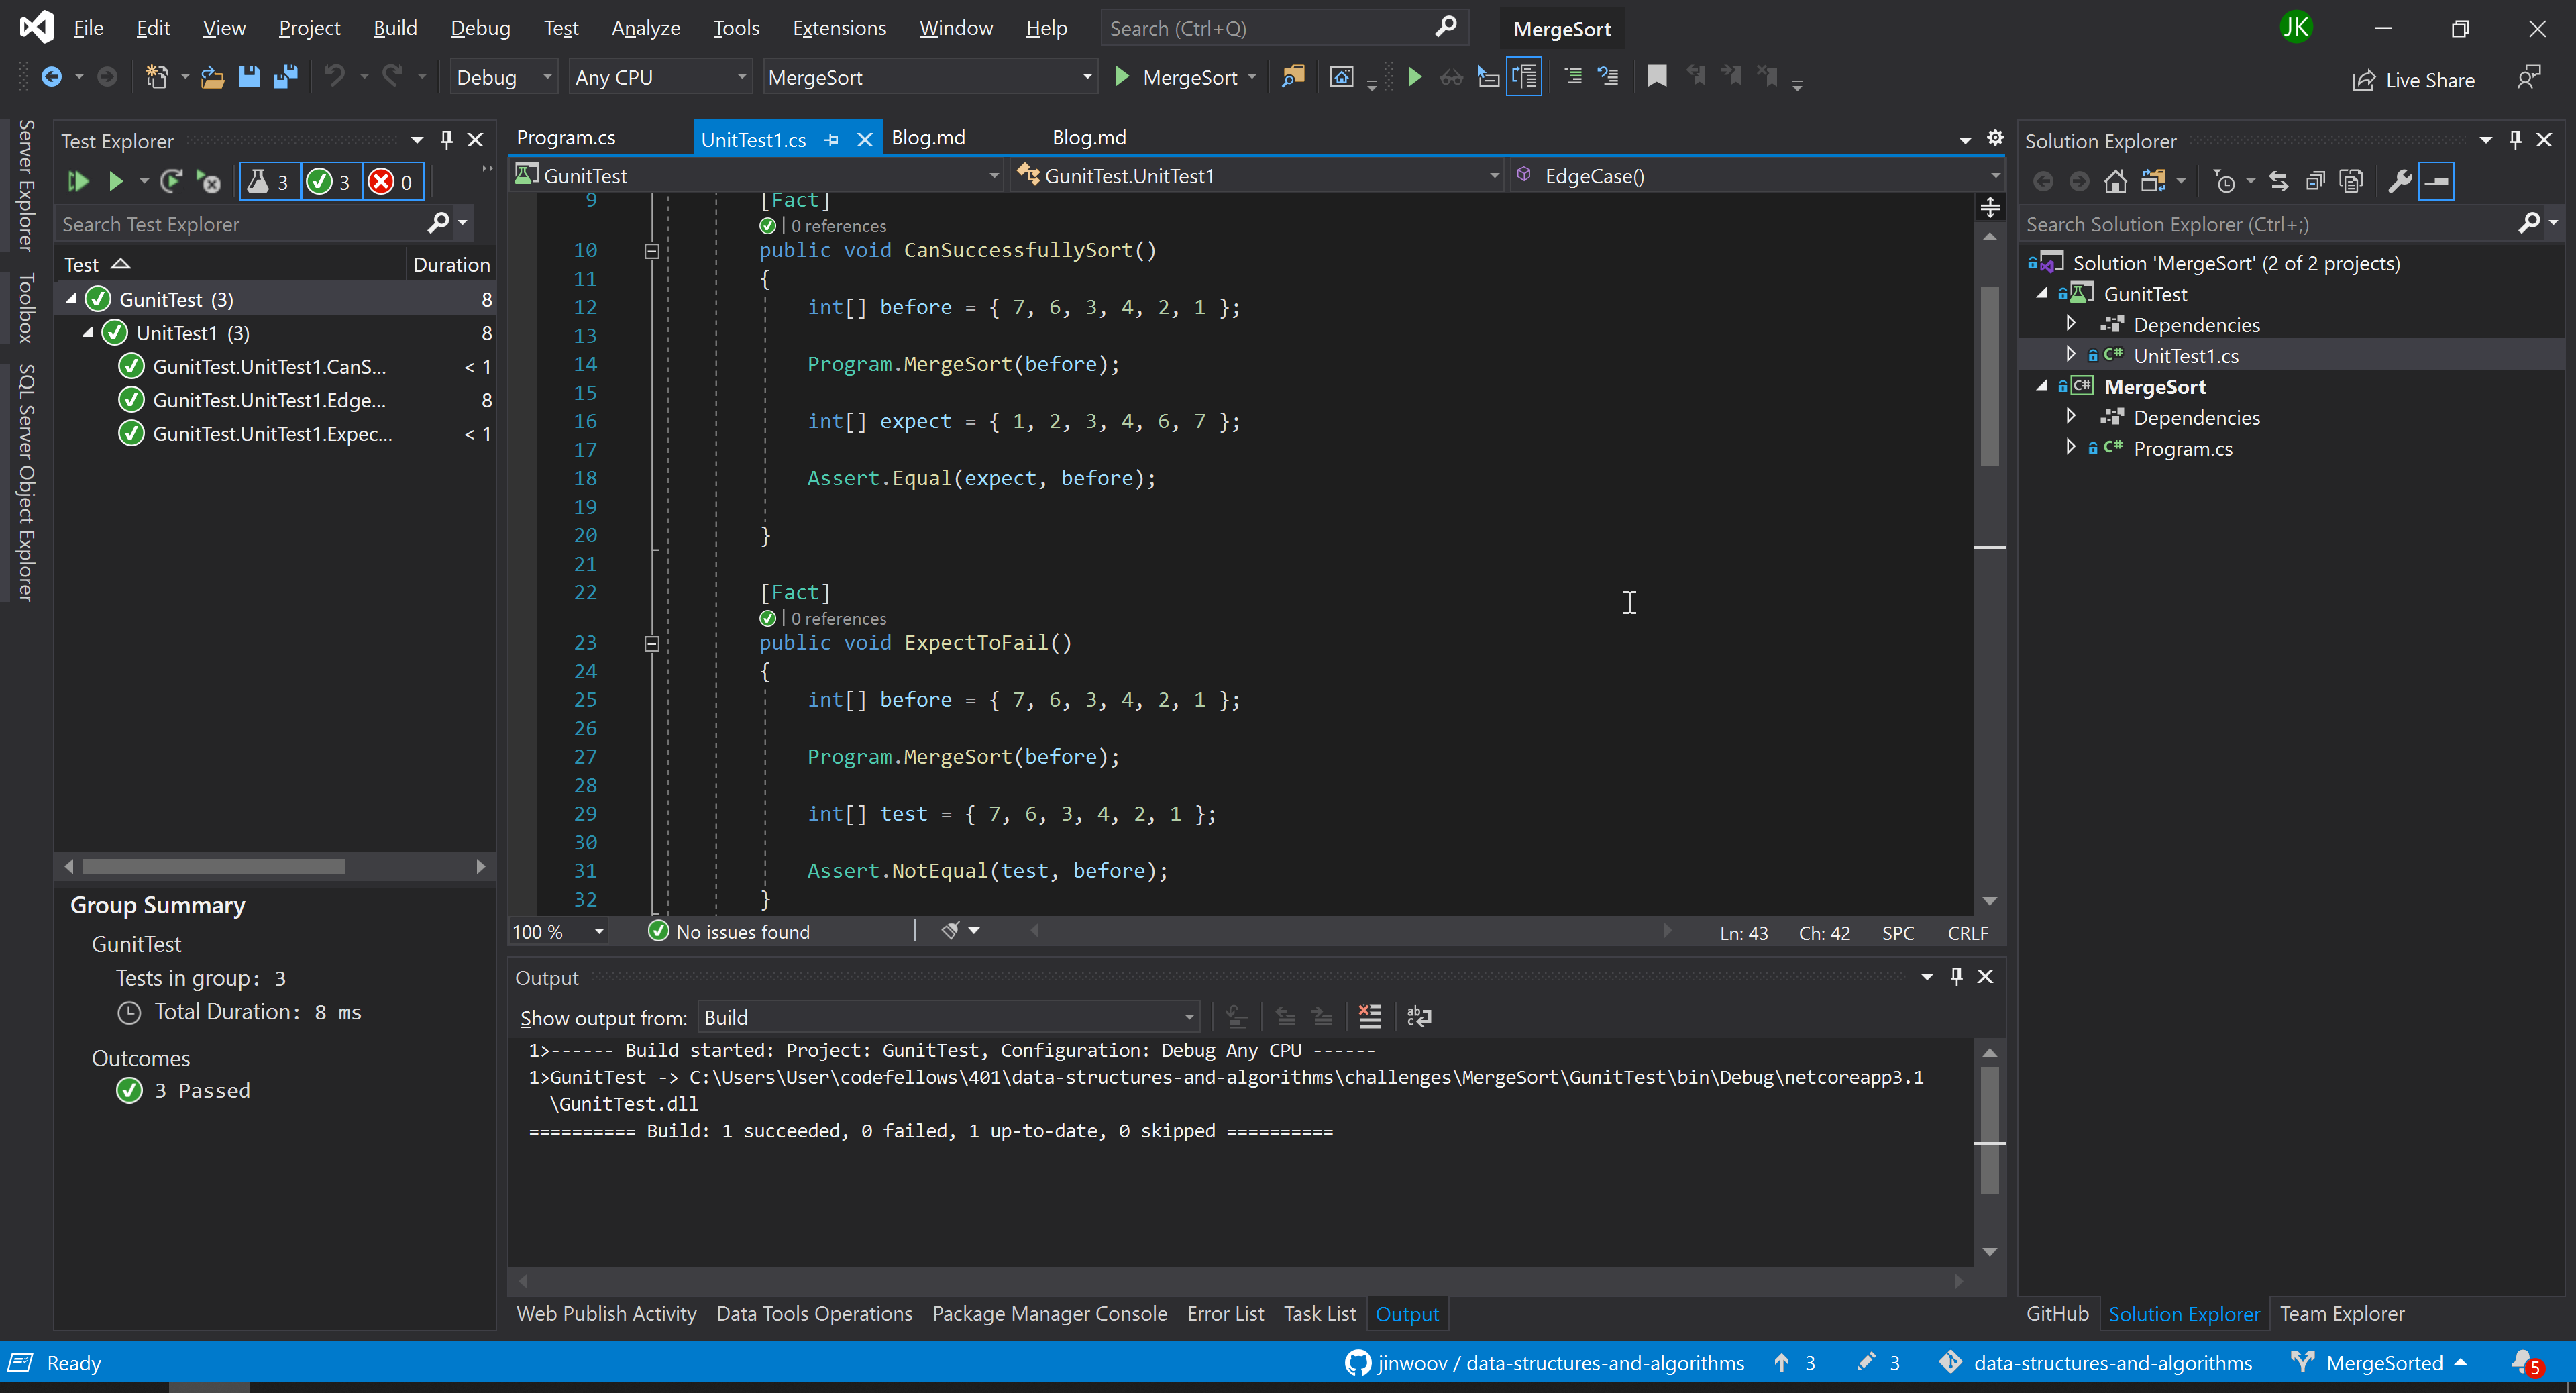 File Edit View Project Build Debug Test Analyze Tools Extensions Window Help Search (Ctrl+Q) MergeSort JK
Debug Any CPU MergeSort MergeSort Live Share
Server Explorer
Toolbox
SQL Server Object Explorer
Test Explorer
3 3 0
Search Test Explorer
Test Duration
GunitTest (3) 8
UnitTest1 (3) 8
GunitTest.UnitTest1.CanS... < 1
GunitTest.UnitTest1.Edge... 8
GunitTest.UnitTest1.Expec... < 1
Group Summary
GunitTest
Tests in group: 3
Total Duration: 8 ms
Outcomes
3 Passed
Program.cs UnitTest1.cs Blog.md Blog.md
GunitTest GunitTest.UnitTest1 EdgeCase()
9 [Fact]
0 references
10 public void CanSuccessfullySort()
11 {
12 int[] before = { 7, 6, 3, 4, 2, 1 };
13
14 Program.MergeSort(before);
15
16 int[] expect = { 1, 2, 3, 4, 6, 7 };
17
18 Assert.Equal(expect, before);
19
20 }
21
22 [Fact]
0 references
23 public void ExpectToFail()
24 {
25 int[] before = { 7, 6, 3, 4, 2, 1 };
26
27 Program.MergeSort(before);
28
29 int[] test = { 7, 6, 3, 4, 2, 1 };
30
31 Assert.NotEqual(test, before);
32 }
100 % No issues found Ln: 43 Ch: 42 SPC CRLF
Output
Show output from: Build
1>------ Build started: Project: GunitTest, Configuration: Debug Any CPU ------
1>GunitTest -> C:\Users\User\codefellows\401\data-structures-and-algorithms\challenges\MergeSort\GunitTest\bin\Debug\netcoreapp3.1
\GunitTest.dll
========== Build: 1 succeeded, 0 failed, 1 up-to-date, 0 skipped ==========
Web Publish Activity Data Tools Operations Package Manager Console Error List Task List Output
Solution Explorer
Search Solution Explorer (Ctrl+;)
Solution 'MergeSort' (2 of 2 projects)
GunitTest
Dependencies
C# UnitTest1.cs
C# MergeSort
Dependencies
C# Program.cs
GitHub Solution Explorer Team Explorer
Ready jinwoov / data-structures-and-algorithms 3 3 data-structures-and-algorithms MergeSorted 5